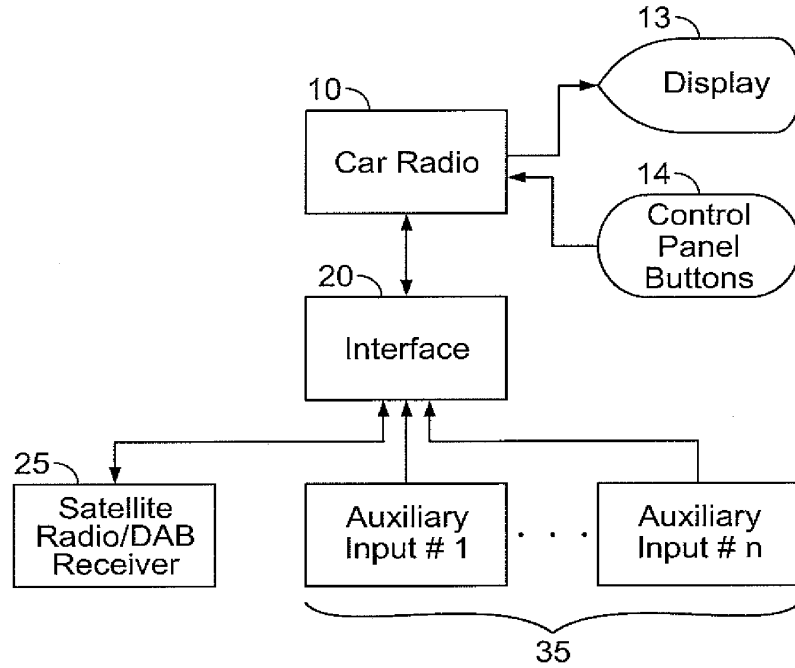 13
Display
10
Car Radio
14
Control
Panel
Buttons
20
Interface
25
Satellite
Radio/DAB
Receiver
Auxiliary
Input # 1
. . .
Auxiliary
Input # n
35